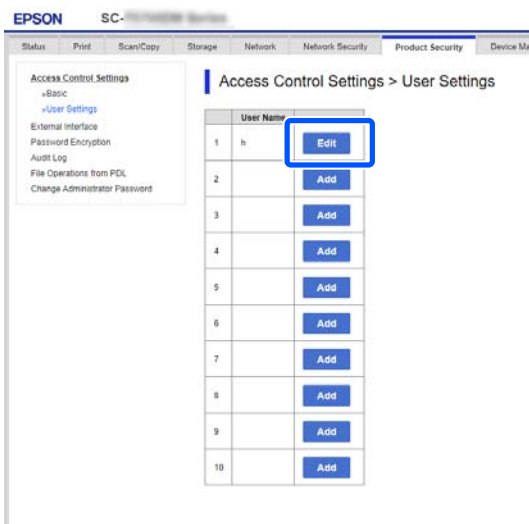 EPSON SC-
Status Print Scan/Copy Storage Network Network Security Product Security Device Ma
Access Control Settings
»Basic
»User Settings
External Interface
Password Encryption
Audit Log
File Operations from PDL
Change Administrator Password
Access Control Settings > User Settings
User Name
1 h Edit
2 Add
3 Add
4 Add
5 Add
6 Add
7 Add
8 Add
9 Add
10 Add